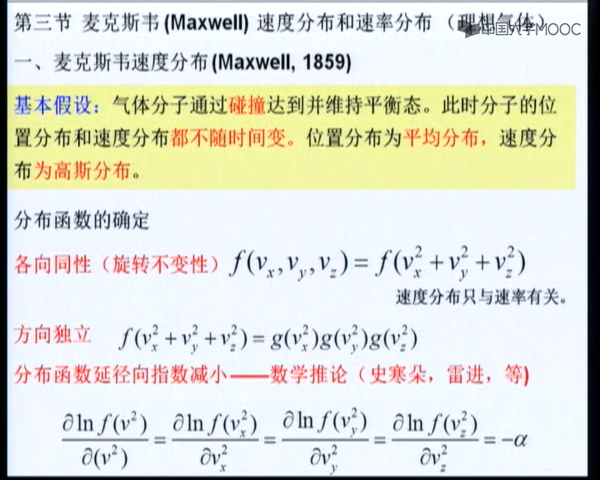 第三节 麦克斯韦(Maxwell) 速度分布和速率分布 （理想气体）
中国大学MOOC
一、麦克斯韦速度分布(Maxwell, 1859)
基本假设：气体分子通过碰撞达到并维持平衡态。此时分子的位
置分布和速度分布都不随时间变。位置分布为平均分布，速度分
布为高斯分布。
分布函数的确定
各向同性（旋转不变性） f(v_x, v_y, v_z) = f(v_x^2 + v_y^2 + v_z^2)
速度分布只与速率有关。
方向独立 f(v_x^2 + v_y^2 + v_z^2) = g(v_x^2)g(v_y^2)g(v_z^2)
分布函数延径向指数减小——数学推论（史寒朵，雷进，等)
∂ln f(v^2)/∂(v^2) = ∂ln f(v_x^2)/∂v_x^2 = ∂ln f(v_y^2)/∂v_y^2 = ∂ln f(v_z^2)/∂v_z^2 = −α